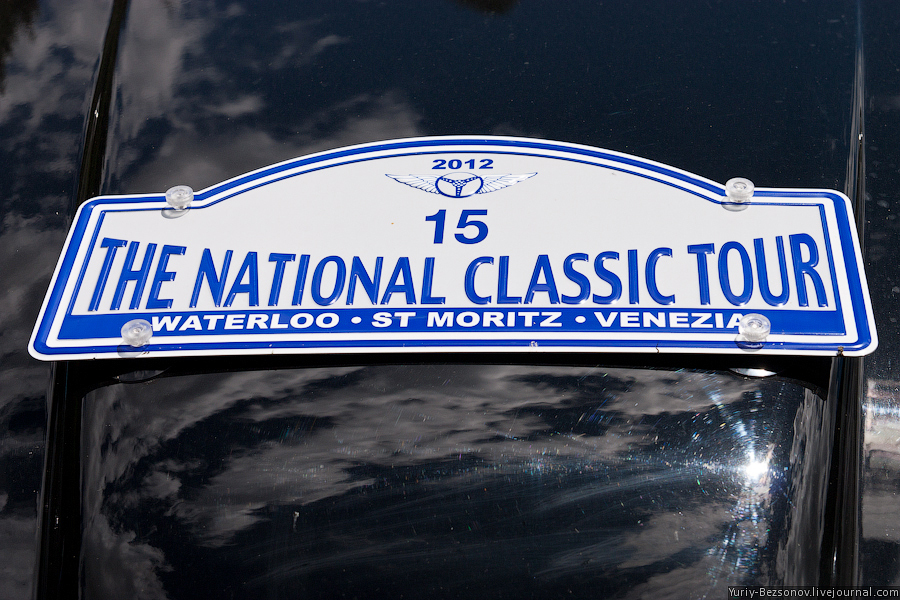 2012
15
THE NATIONAL CLASSIC TOUR
WATERLOO • ST MORITZ • VENEZIA
Yuriy-Bezsonov.livejournal.com